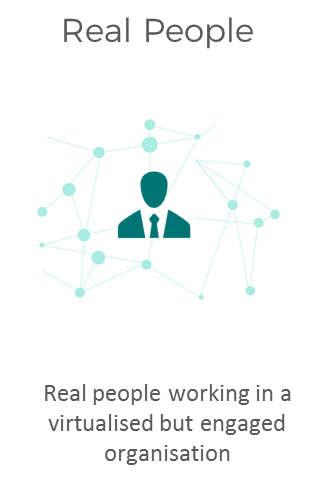 Real People
Real people working in a
virtualised but engaged
organisation